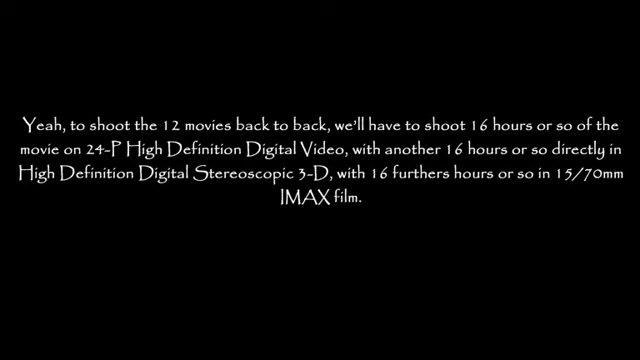 Yeah, to shoot the 12 movies back to back, we'll have to shoot 16 hours or so of the
movie on 24-P High Definition Digital Video, with another 16 hours or so directly in
High Definition Digital Stereoscopic 3-D, with 16 furthers hours or so in 15/70mm
IMAX film.